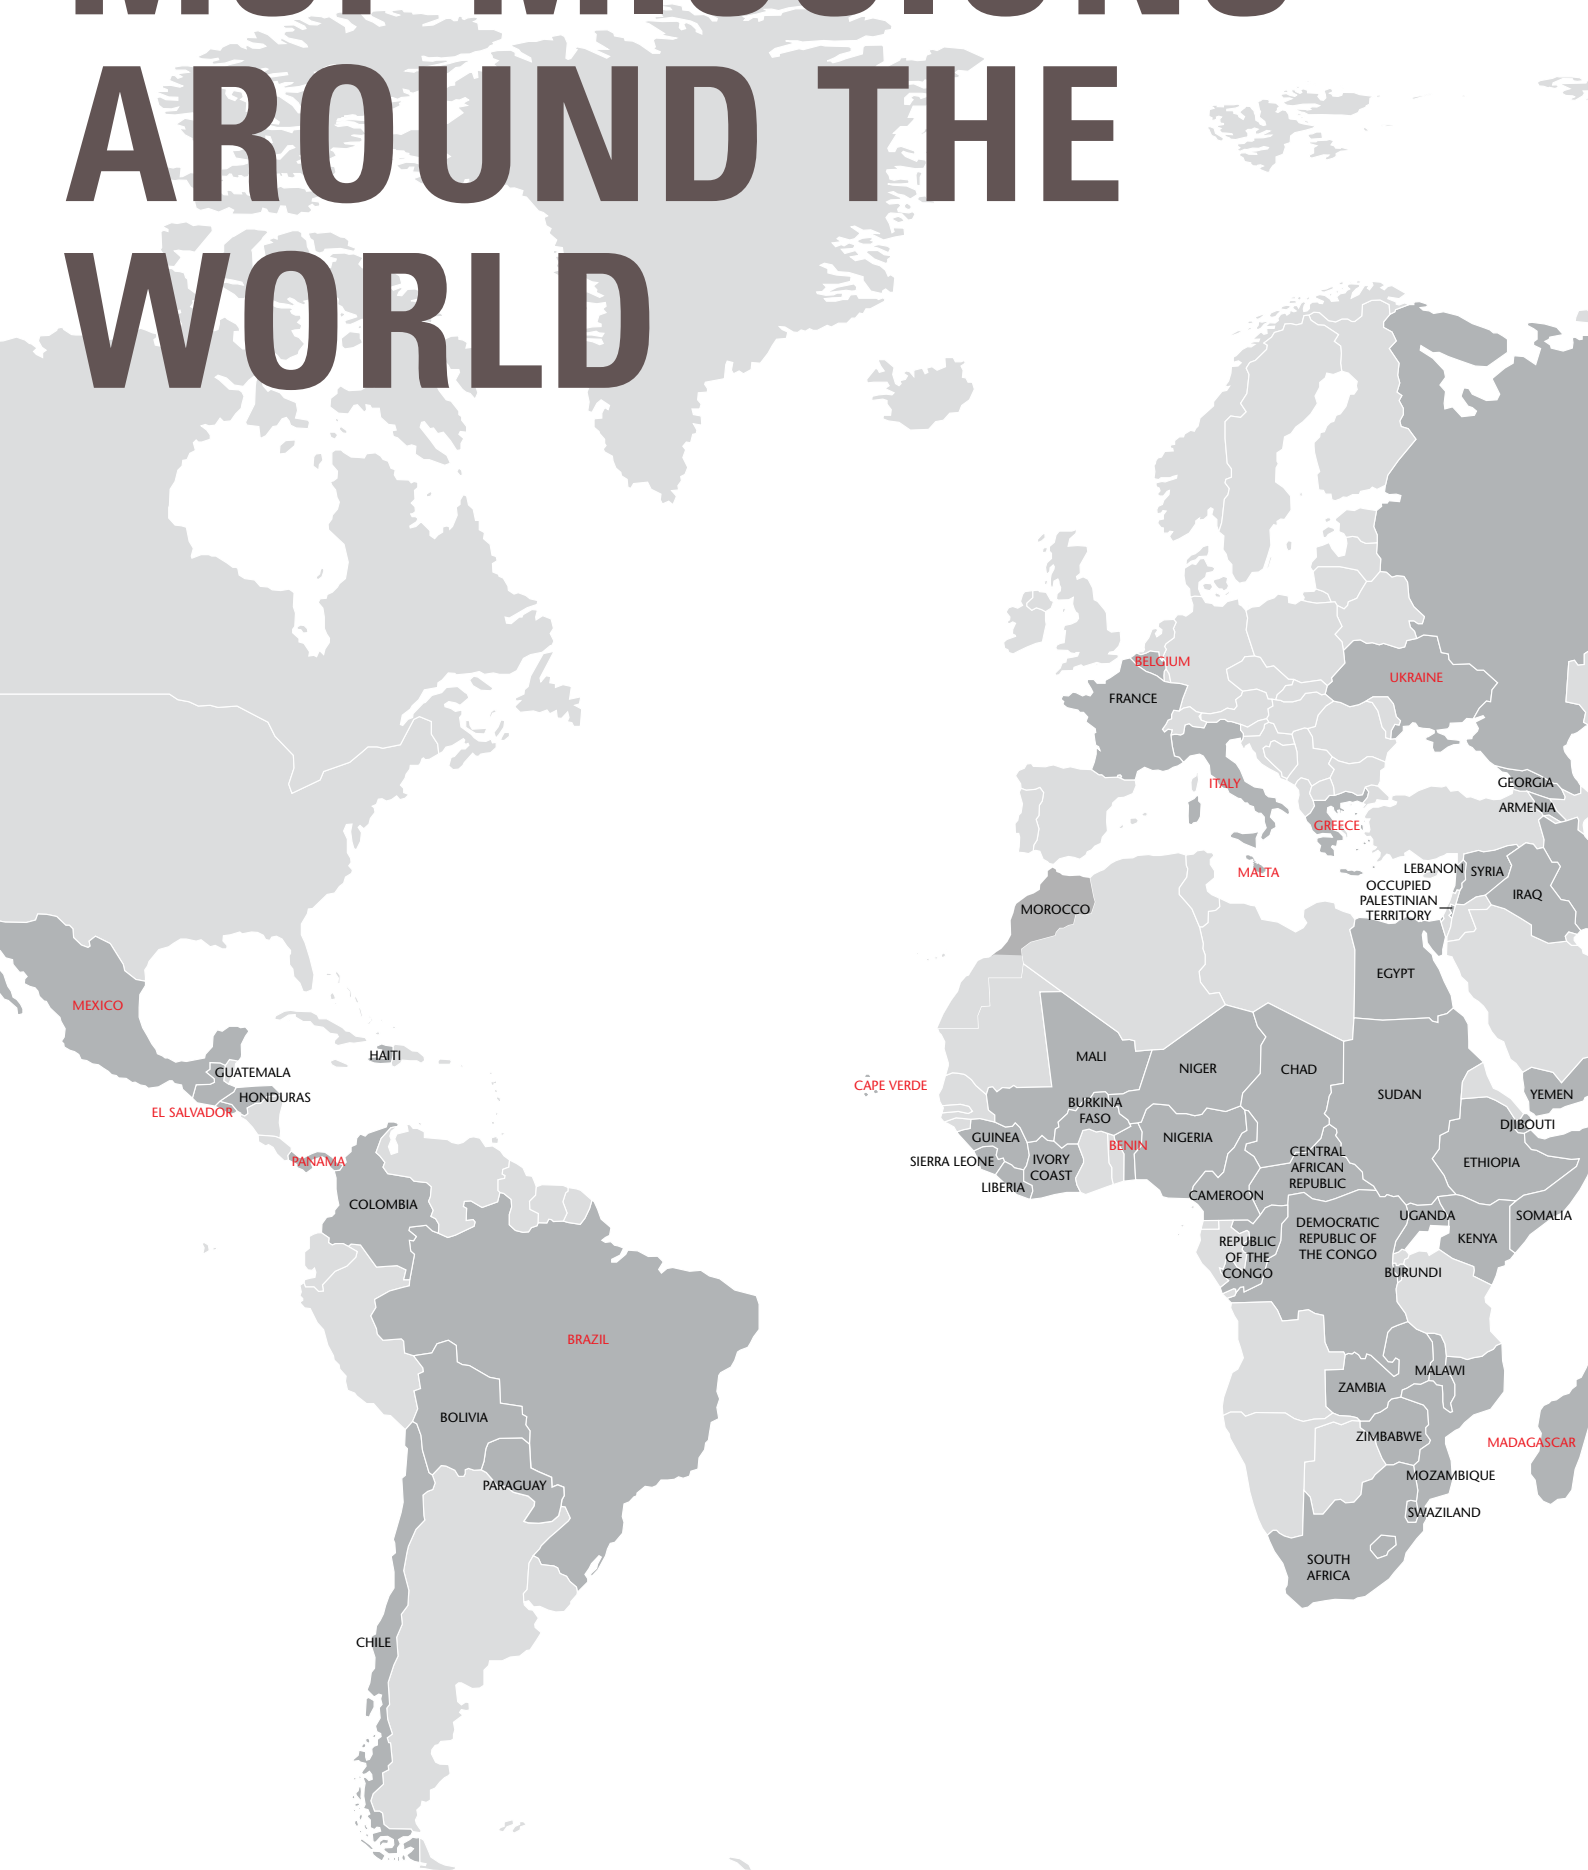 MSF MISSIONS
AROUND THE
WORLD
BELGIUM
UKRAINE
FRANCE
ITALY
GEORGIA
ARMENIA
GREECE
MALTA
LEBANON
SYRIA
OCCUPIED
PALESTINIAN
TERRITORY
IRAQ
MOROCCO
EGYPT
MEXICO
HAITI
GUATEMALA
HONDURAS
EL SALVADOR
PANAMA
COLOMBIA
CAPE VERDE
MALI
NIGER
CHAD
SUDAN
YEMEN
BURKINA
FASO
DJIBOUTI
GUINEA
BENIN
NIGERIA
SIERRA LEONE
IVORY
COAST
CENTRAL
AFRICAN
REPUBLIC
ETHIOPIA
LIBERIA
CAMEROON
UGANDA
SOMALIA
DEMOCRATIC
REPUBLIC OF
THE CONGO
KENYA
REPUBLIC
OF THE
CONGO
BURUNDI
BRAZIL
MALAWI
ZAMBIA
BOLIVIA
ZIMBABWE
MADAGASCAR
MOZAMBIQUE
PARAGUAY
SWAZILAND
SOUTH
AFRICA
CHILE